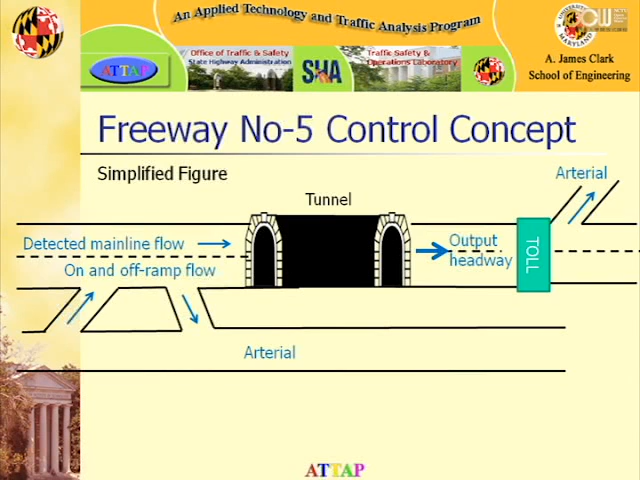 An Applied Technology and Traffic Analysis Program
ATTAP
Office of Traffic & Safety
State Highway Administration
SHA
Traffic Safety &
Operations Laboratory
A. James Clark
School of Engineering
Freeway No-5 Control Concept
Simplified Figure
Arterial
Tunnel
Detected mainline flow
Output
headway
TOLL
On and off-ramp flow
Arterial
ATTAP